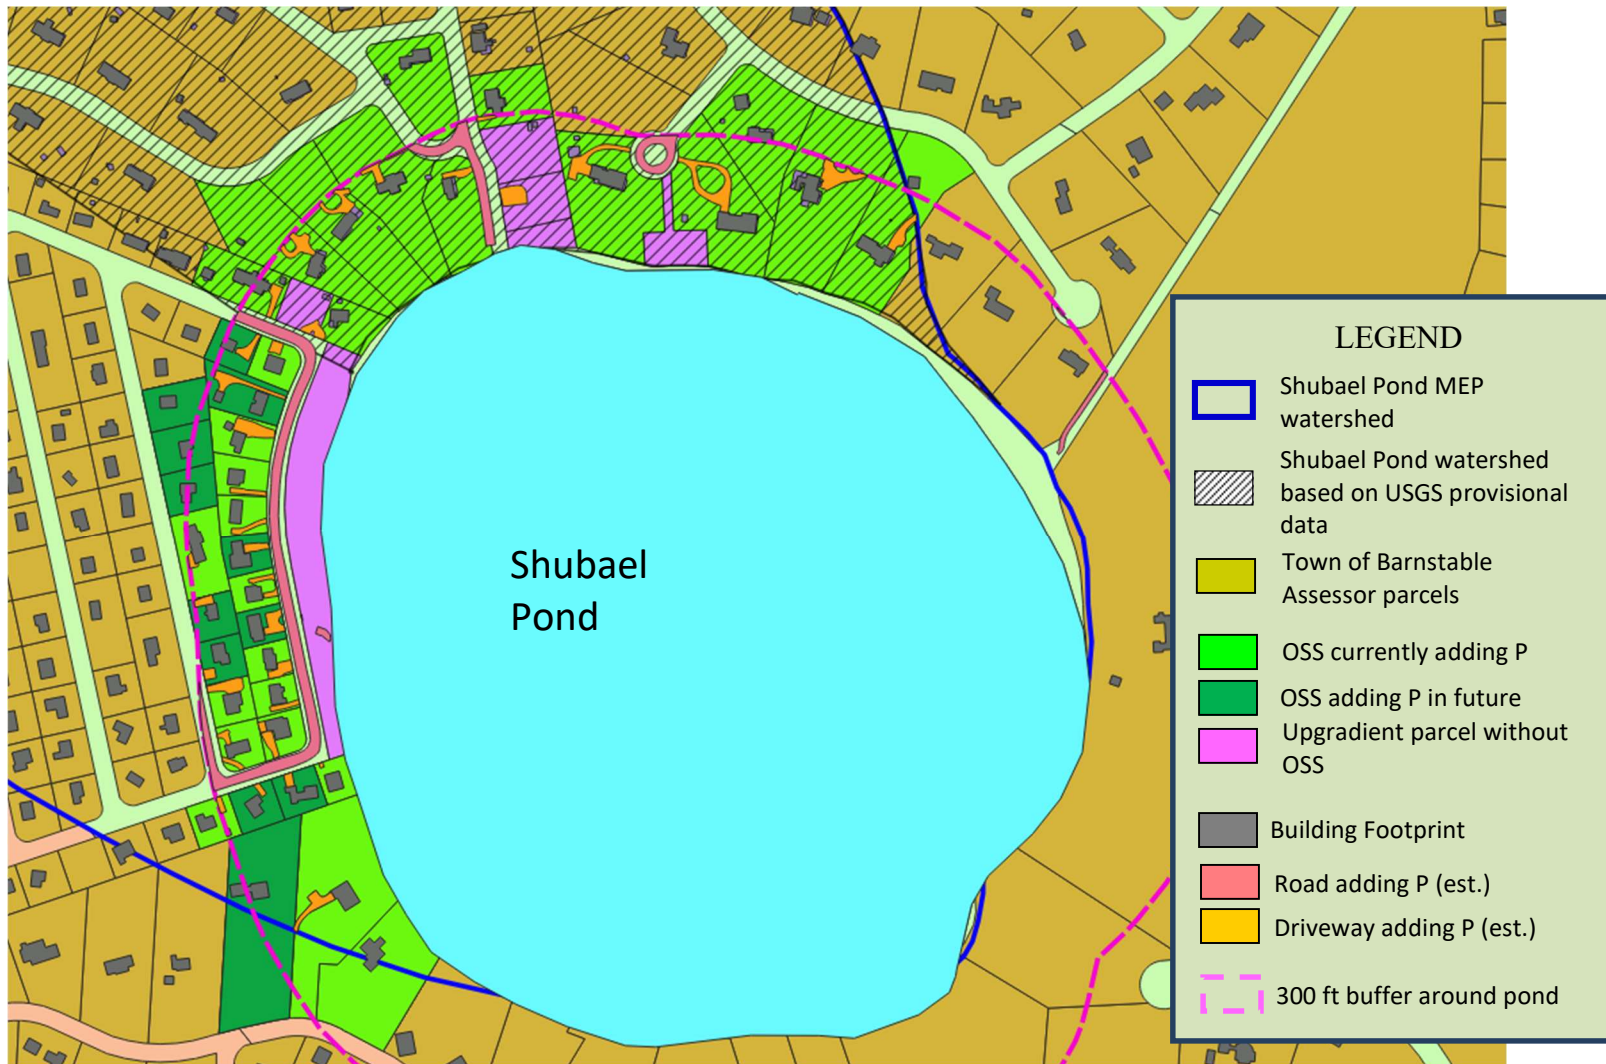 Shubael
Pond
LEGEND
Shubael Pond MEP
watershed
Shubael Pond watershed
based on USGS provisional
data
Town of Barnstable
Assessor parcels
OSS currently adding P
OSS adding P in future
Upgradient parcel without
OSS
Building Footprint
Road adding P (est.)
Driveway adding P (est.)
300 ft buffer around pond